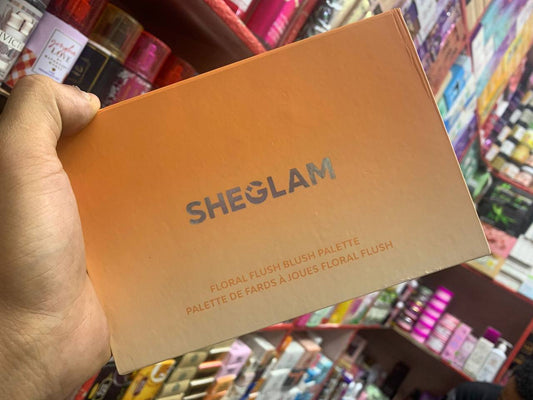 SHEGLAM
FLORAL FLUSH BLUSH PALETTE
PALETTE DE FARDS À JOUES FLORAL FLUSH